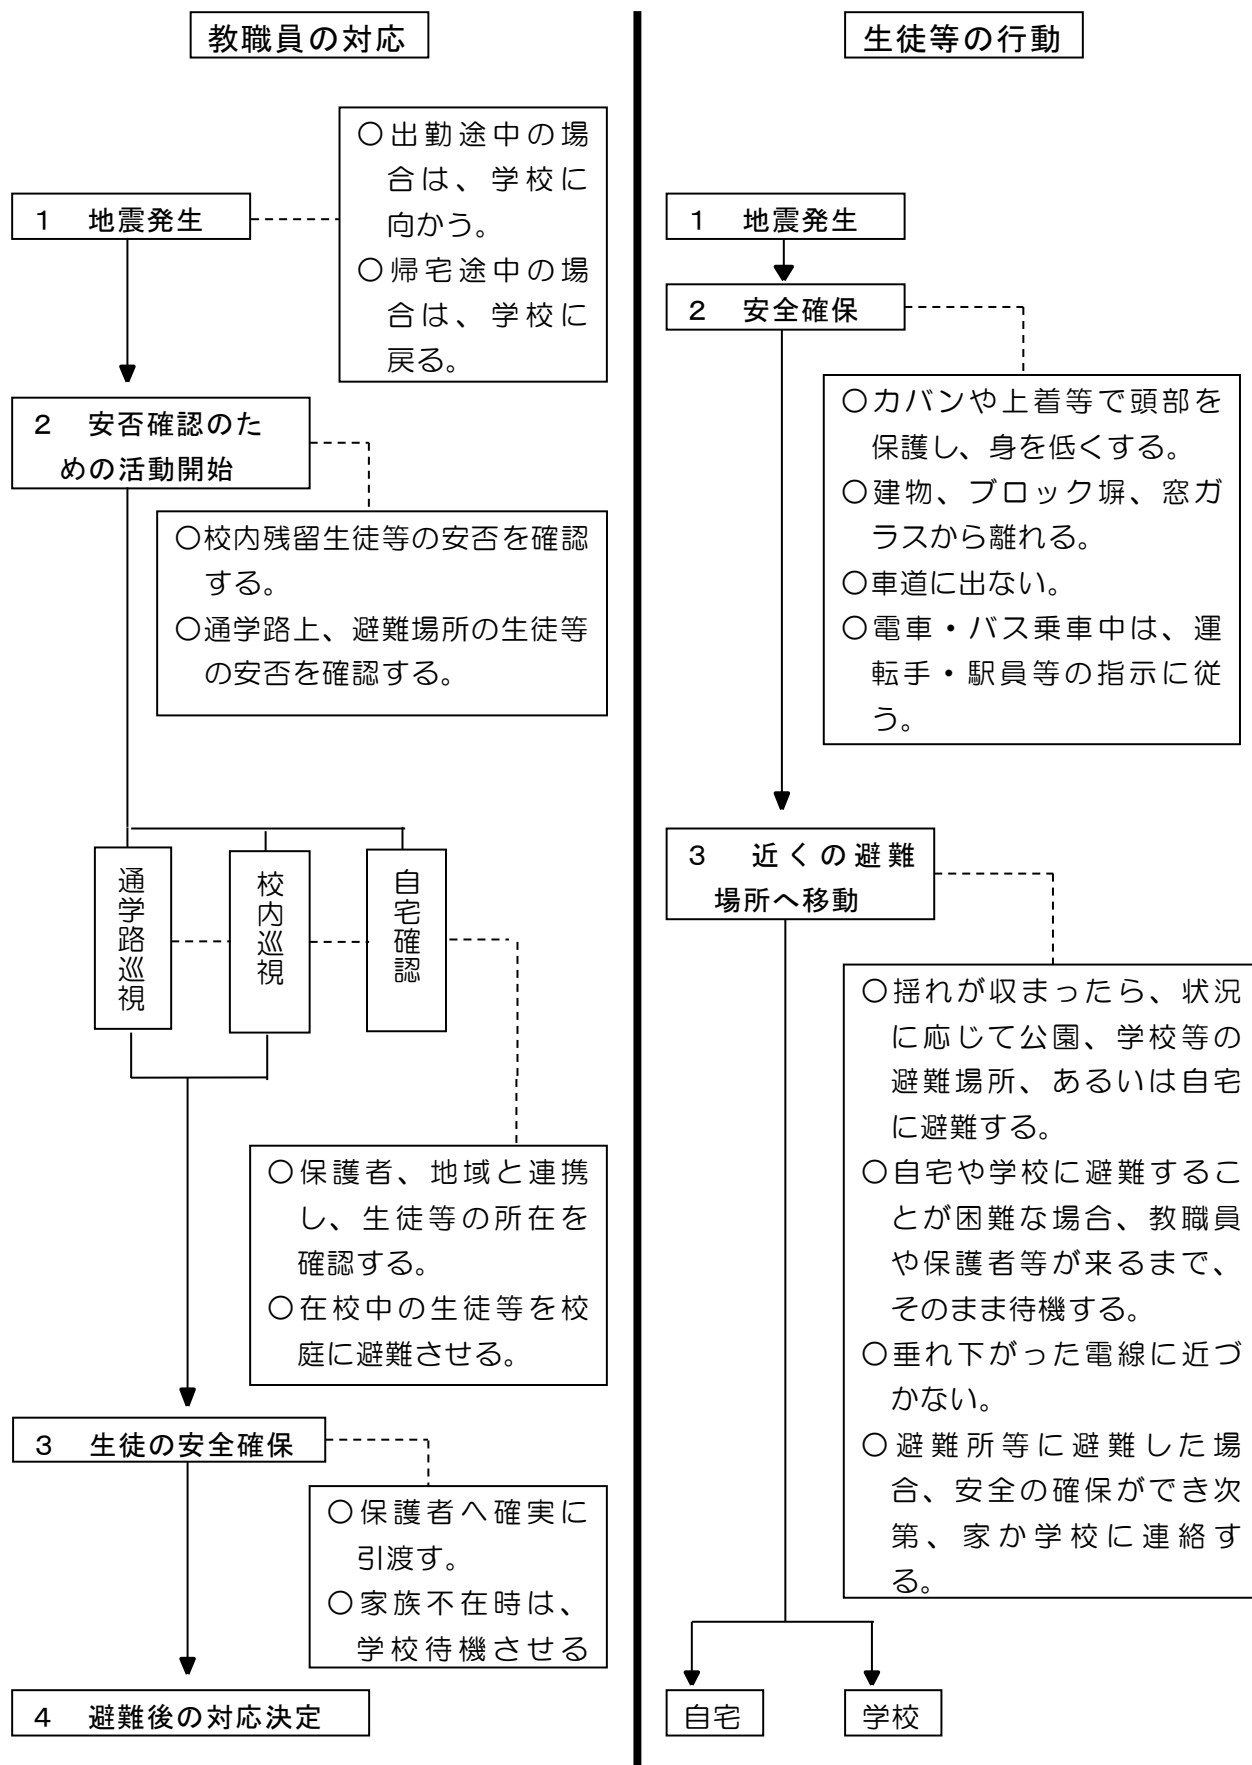 教職員の対応
1 地震発生
○出勤途中の場
合は、学校に
向かう。
○帰宅途中の場
合は、学校に
戻る。
2 安否確認のた
めの活動開始
○校内残留生徒等の安否を確認
する。
○通学路上、避難場所の生徒等
の安否を確認する。
通学路巡視
校内巡視
自宅確認
○保護者、地域と連携
し、生徒等の所在を
確認する。
○在校中の生徒等を校
庭に避難させる。
3 生徒の安全確保
○保護者へ確実に
引渡す。
○家族不在時は、
学校待機させる
4 避難後の対応決定
生徒等の行動
1 地震発生
2 安全確保
○カバンや上着等で頭部を
保護し、身を低くする。
○建物、ブロック塀、窓ガ
ラスから離れる。
○車道に出ない。
○電車・バス乗車中は、運
転手・駅員等の指示に従
う。
3 近くの避難
場所へ移動
○揺れが収まったら、状況
に応じて公園、学校等の
避難場所、あるいは自宅
に避難する。
○自宅や学校に避難するこ
とが困難な場合、教職員
や保護者等が来るまで、
そのまま待機する。
○垂れ下がった電線に近づ
かない。
○避難所等に避難した場
合、安全の確保ができ次
第、家か学校に連絡す
る。
自宅
学校